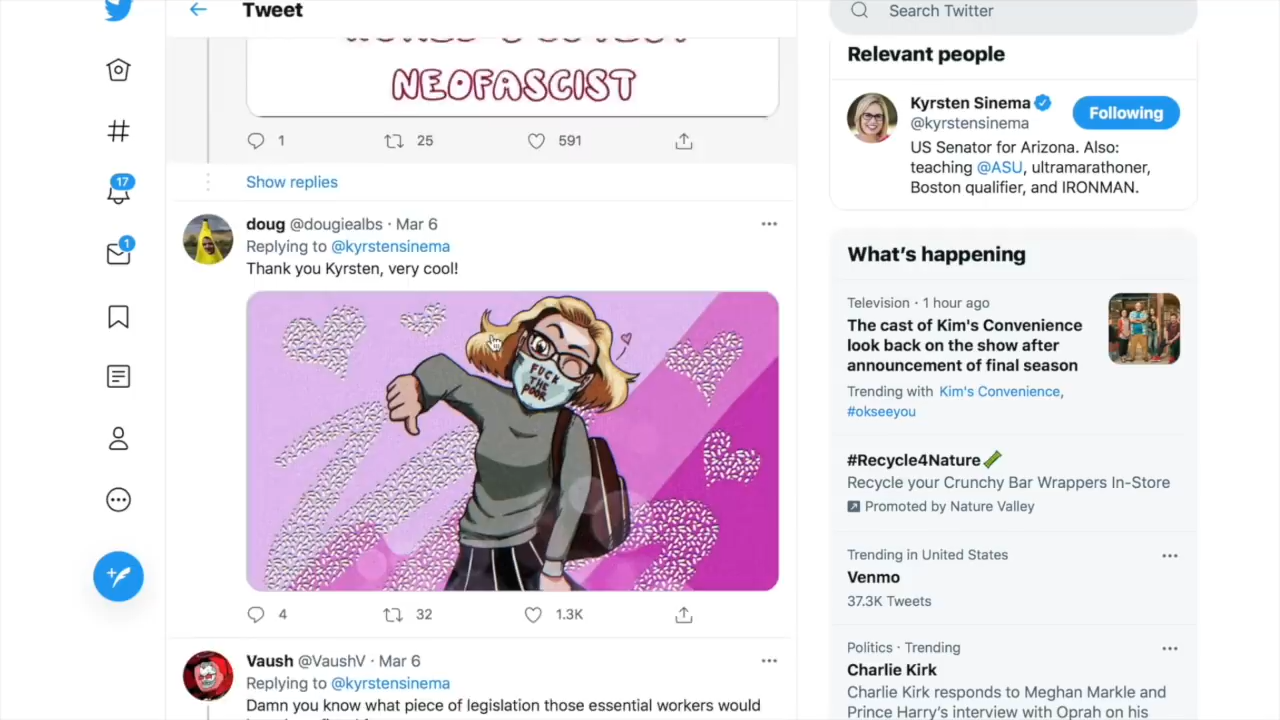 Tweet
NEOFASCIST
1
25
591
Show replies
doug @dougiealbs · Mar 6
Replying to @kyrstensinema
Thank you Kyrsten, very cool!
FUCK
THE
POOR
4
32
1.3K
Vaush @VaushV · Mar 6
Replying to @kyrstensinema
Damn you know what piece of legislation those essential workers would
17
1
Search Twitter
Relevant people
Kyrsten Sinema
@kyrstensinema
Following
US Senator for Arizona. Also:
teaching @ASU, ultramarathoner,
Boston qualifier, and IRONMAN.
What's happening
Television · 1 hour ago
The cast of Kim's Convenience
look back on the show after
announcement of final season
Trending with Kim's Convenience,
#okseeyou
#Recycle4Nature
Recycle your Crunchy Bar Wrappers In-Store
Promoted by Nature Valley
Trending in United States
Venmo
37.3K Tweets
Politics · Trending
Charlie Kirk
Charlie Kirk responds to Meghan Markle and
Prince Harry's interview with Oprah on his